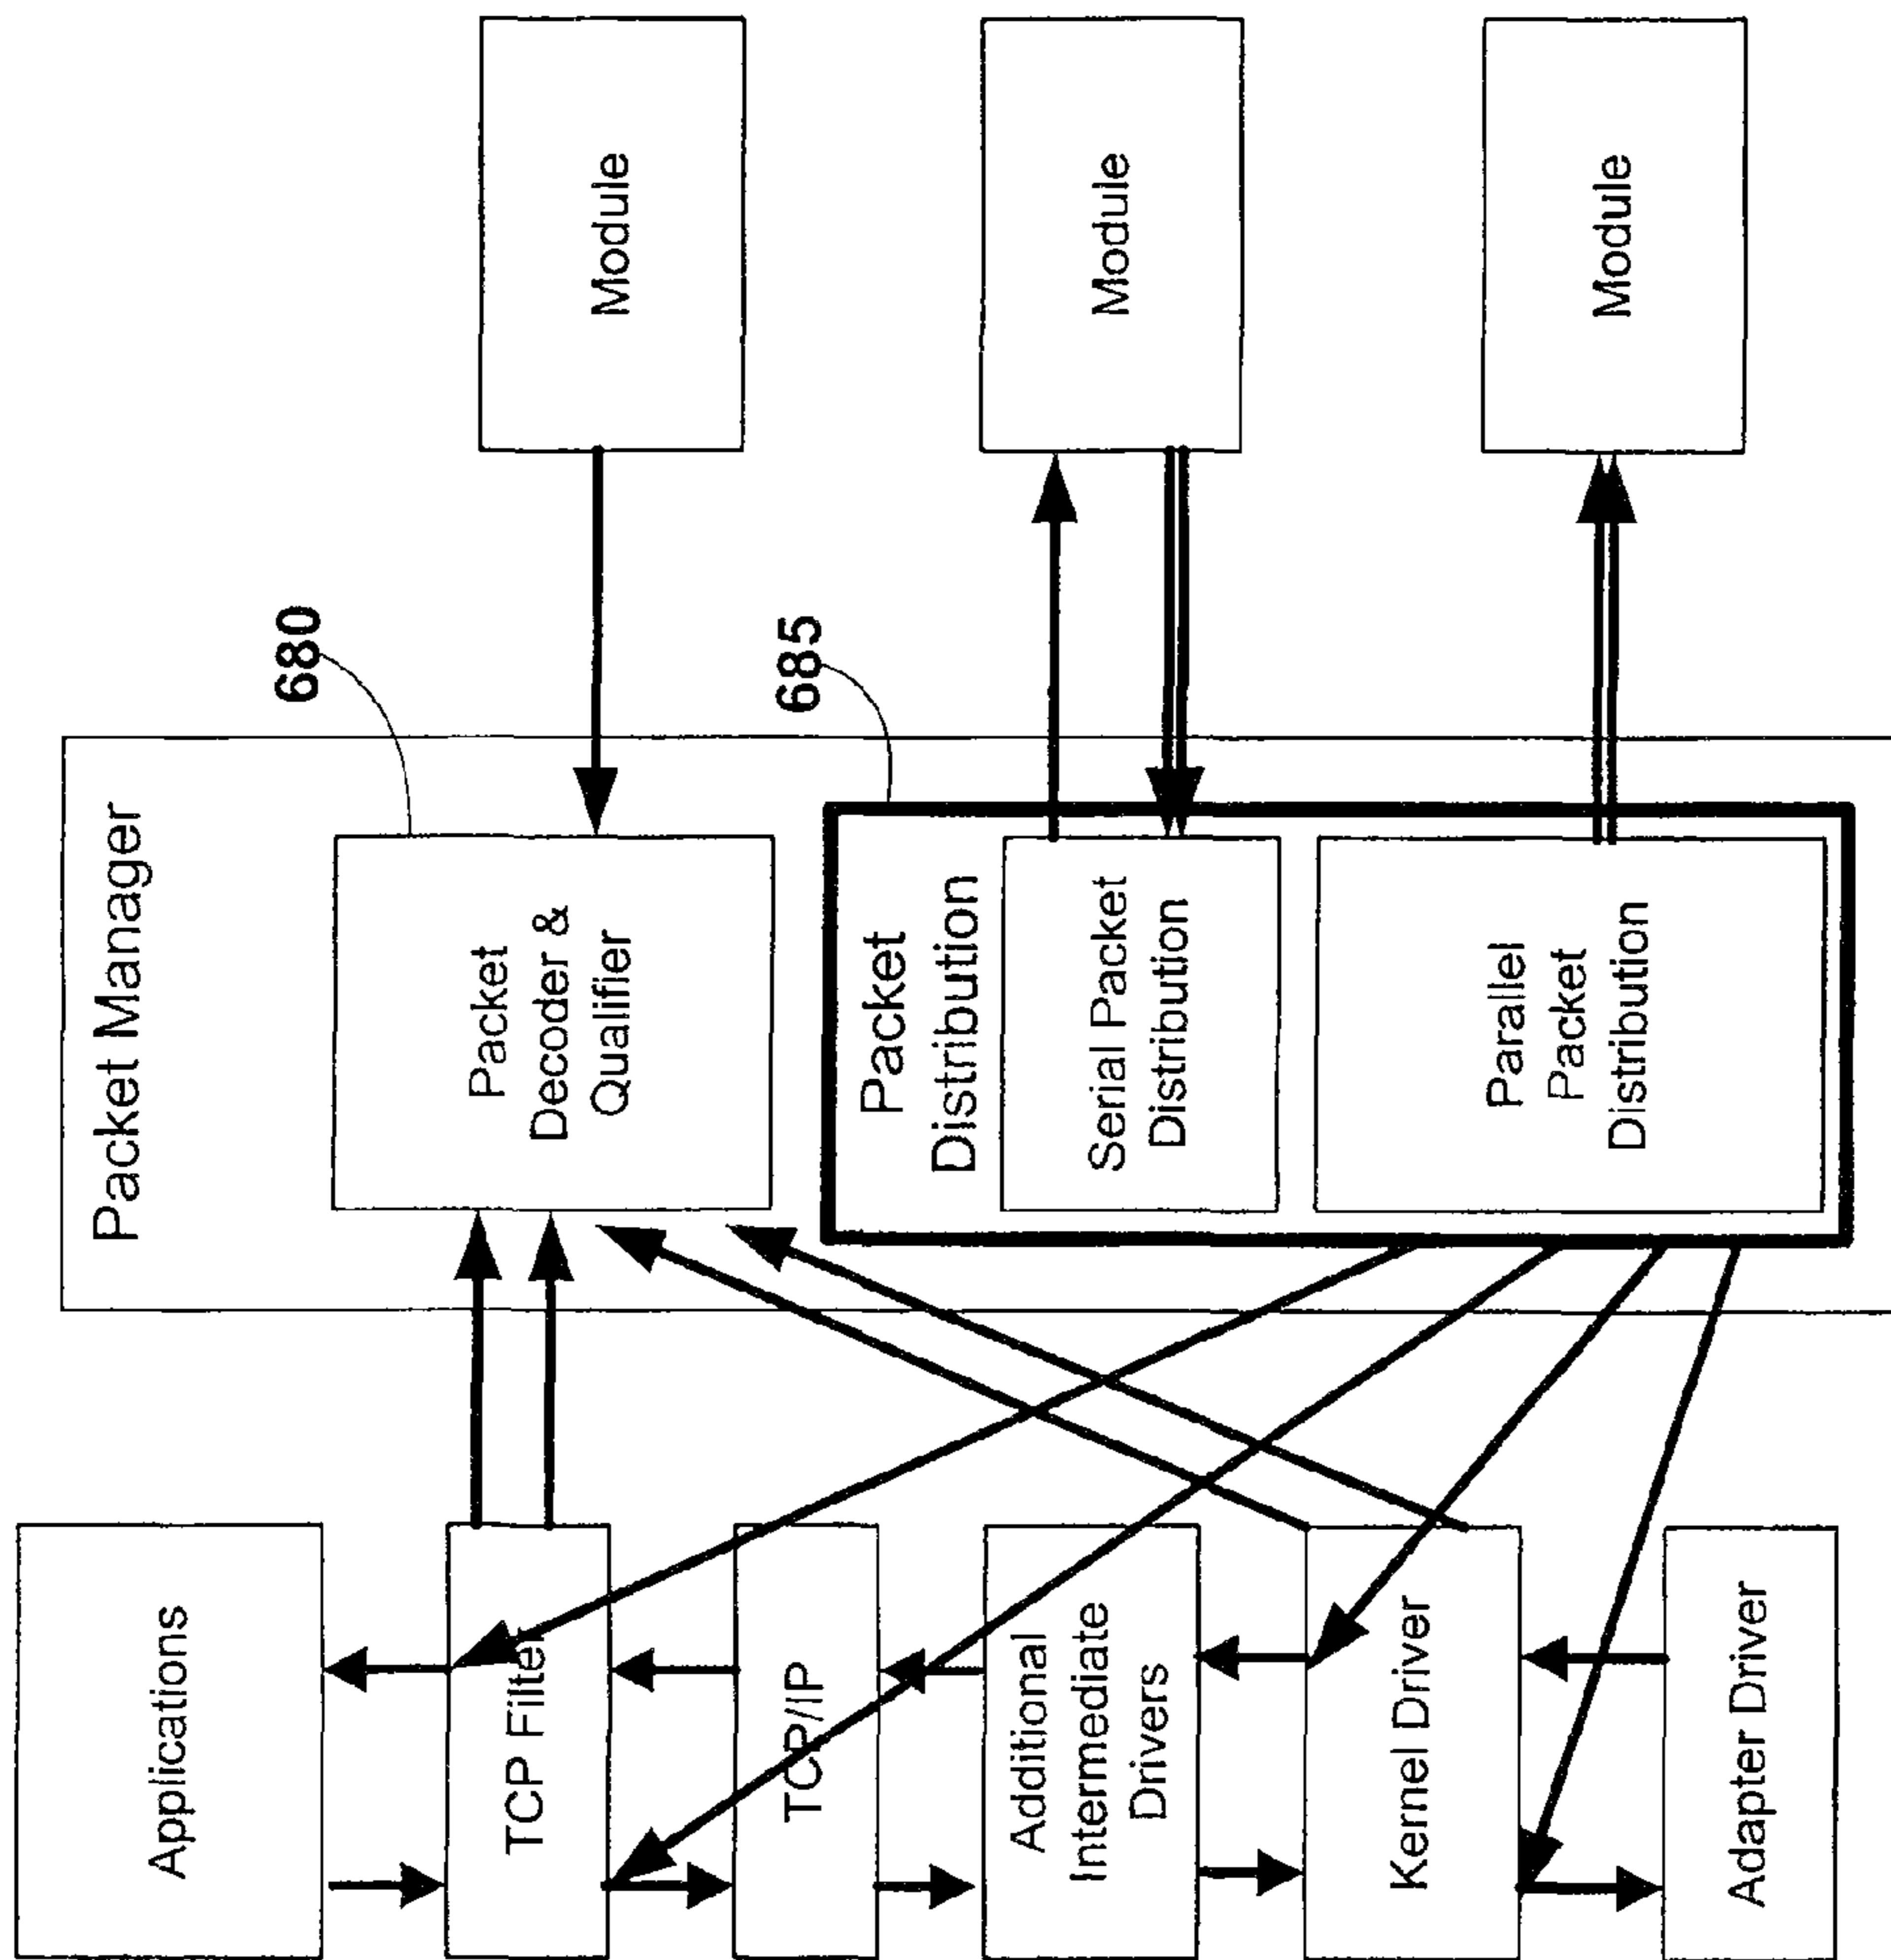 Applications
TCP Filter
TCP/IP
Additional
Intermediate
Drivers
Kernel Driver
Adapter Driver
Packet Manager
Packet
Decoder &
Qualifier
680
Packet
Distribution
685
Serial Packet
Distribution
Parallel
Packet
Distribution
Module
Module
Module